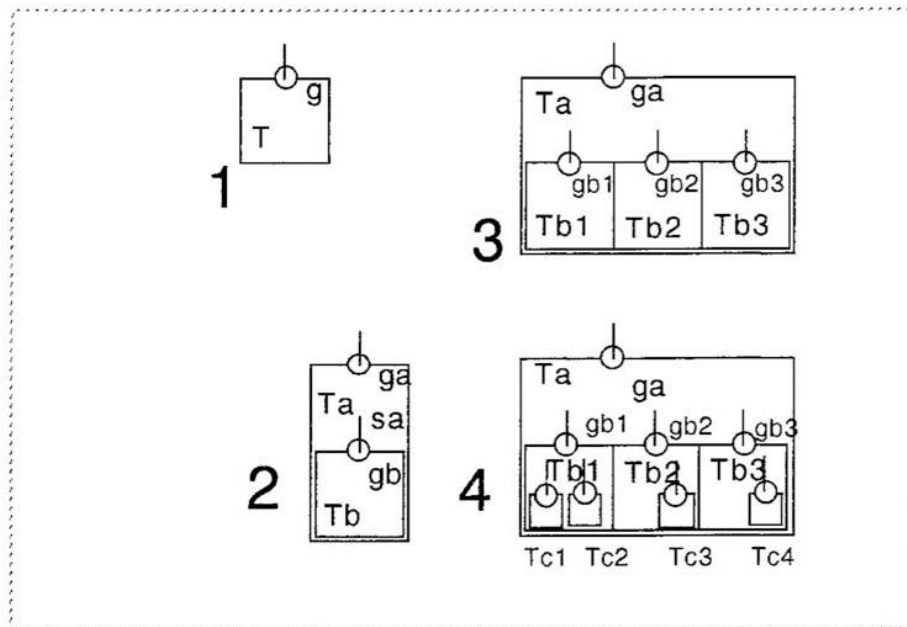 g
T
1
ga
Ta
gb1 gb2 gb3
Tb1 Tb2 Tb3
3
ga
Ta
sa
gb
Tb
2
Ta
ga
gb1 gb2 gb3
Tb1 Tb2 Tb3
4
Tc1 Tc2 Tc3 Tc4